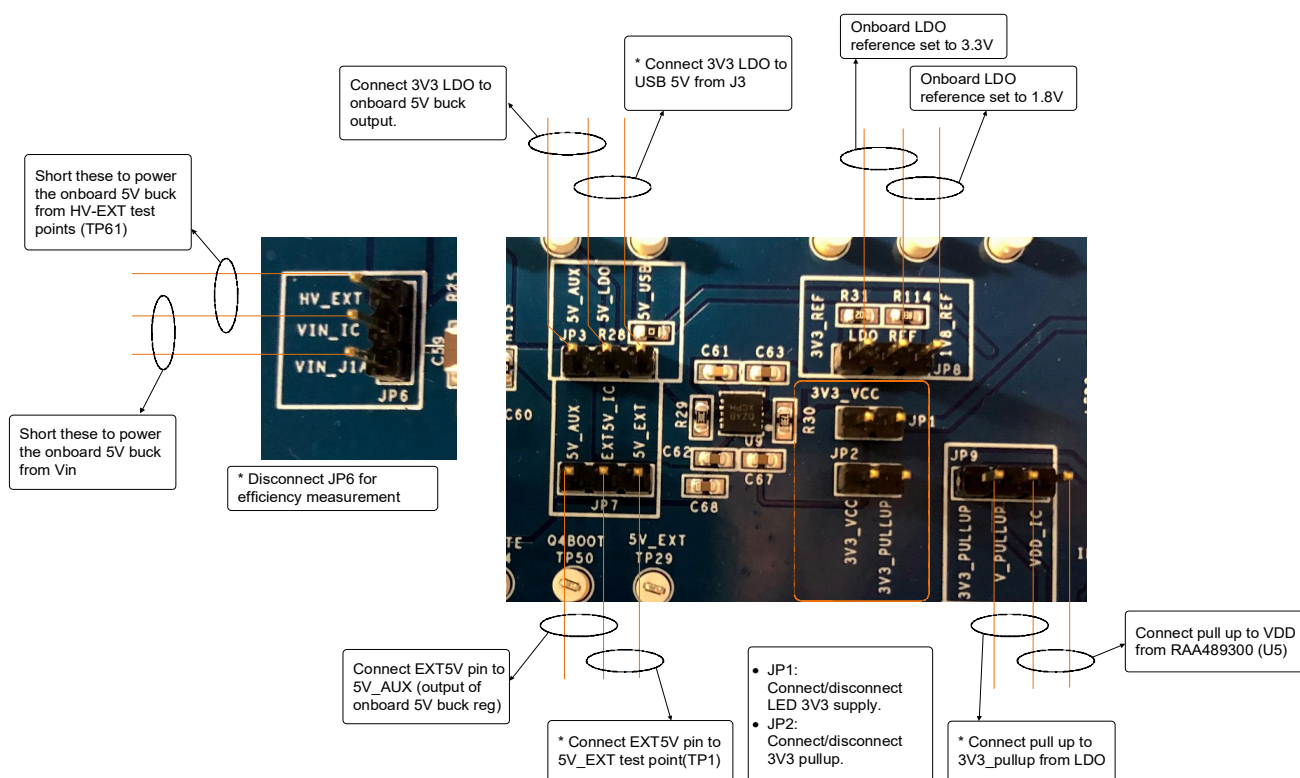 Onboard LDO
reference set to 3.3V
* Connect 3V3 LDO to
USB 5V from J3
Connect 3V3 LDO to
onboard 5V buck
output.
Onboard LDO
reference set to 1.8V
Short these to power
the onboard 5V buck
from HV-EXT test
points (TP61)
HV_EXT
VIN_IC
VIN_J1A
JP6
Short these to power
the onboard 5V buck
from Vin
* Disconnect JP6 for
efficiency measurement
5V_AUX
5V_LDO
5V_USB
JP3
R28
C61
C63
R29
R30
U9
C62
C67
C68
C60
C59
5V_AUX
EXT5V_IC
5V_EXT
JP7
Q4BOOT
TP50
5V_EXT
TP29
R31
R114
3V3_REF
LDO REF
1V8_REF
JP8
3V3_VCC
JP1
JP2
3V3_VCC
3V3_PULLUP
JP9
3V3_PULLUP
V_PULLUP
VDD_IC
Connect EXT5V pin to
5V_AUX (output of
onboard 5V buck reg)
* Connect EXT5V pin to
5V_EXT test point(TP1)
• JP1:
Connect/disconnect
LED 3V3 supply.
• JP2:
Connect/disconnect
3V3 pullup.
* Connect pull up to
3V3_pullup from LDO
Connect pull up to VDD
from RAA489300 (U5)